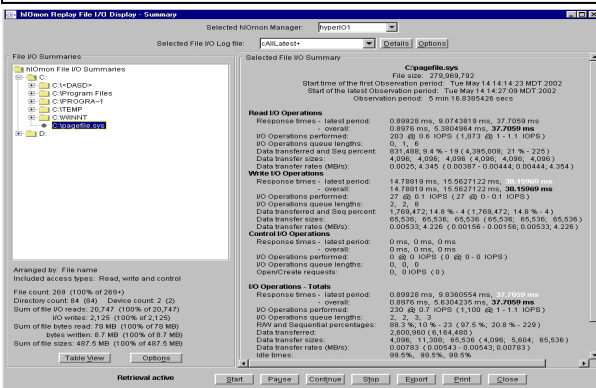 hIOmon Replay File I/O Display - Summary
Selected hIOmon Manager: hyperIO1
Selected File I/O Log file: cAllLatest+ Details Options
File I/O Summaries
hIOmon File I/O Summaries
C:
C:\<DASD>
C:\Program Files
C:\PROGRA~1
C:\TEMP
C:\WINNT
C:\pagefile.sys
D:
Arranged by: File name
Included access types: Read, write and control
File count: 269 (100% of 269+)
Directory count: 84 (84) Device count: 2 (2)
Sum of file I/O reads: 20,747 (100% of 20,747)
I/O writes: 2,125 (100% of 2,125)
Sum of file bytes read: 78 MB (100% of 78 MB)
bytes written: 8.7 MB (100% of 8.7 MB)
Sum of file sizes: 487.5 MB (100% of 487.5 MB)
Table View Options
Selected File I/O Summary
C:\pagefile.sys
File size: 279,969,792
Start time of the first Observation period: Tue May 14 14:14:23 MDT 2002
Start of the latest Observation period: Tue May 14 14:27:09 MDT 2002
Observation period: 5 min 16.8385426 secs
Read I/O Operations
Response times - latest period: 0.89928 ms, 9.0743819 ms, 37.7059 ms
- overall: 0.8976 ms, 5.3804964 ms, 37.7059 ms
I/O Operations performed: 203 @ 0.6 IOPS (1,073 @ 1 - 1.1 IOPS)
I/O Operations queue lengths: 0, 1, 6
Data transferred and Seq percent: 831,488; 9.4 % - 19 (4,395,008; 21 % - 225)
Data transfer sizes: 4,096; 4,096; 4,096 (4,096; 4,096; 4,096)
Data transfer rates (MB/s): 0.0025; 4.345 (0.00387 - 0.00444; 0.00444; 4.354)
Write I/O Operations
Response times - latest period: 14.78819 ms, 15.5627122 ms, 30.15969 ms
- overall: 14.78819 ms, 15.5627122 ms, 30.15969 ms
I/O Operations performed: 27 @ 0.1 IOPS (27 @ 0 - 0.1 IOPS)
I/O Operations queue lengths: 2, 2, 8
Data transferred and Seq percent: 1,769,472; 14.8 % - 4 (1,769,472; 14.8 % - 4)
Data transfer sizes: 65,536; 65,536; 65,536 (65,536; 65,536; 65,536)
Data transfer rates (MB/s): 0.00533; 4.226 (0.00156 - 0.00156; 0.00533; 4.226)
Control I/O Operations
Response times - latest period: 0 ms, 0 ms, 0 ms
- overall: 0 ms, 0 ms, 0 ms
I/O Operations performed: 0 @ 0 IOPS (0 @ 0 - 0 IOPS)
I/O Operations queue lengths: 0, 0, 0
Open/Create requests: 0, 0 IOPS (0)
I/O Operations - Totals
Response times - latest period: 0.89928 ms, 9.8360554 ms, 37.7059 ms
- overall: 0.8976 ms, 5.6304235 ms, 37.7059 ms
I/O Operations performed: 230 @ 0.7 IOPS (1,100 @ 1 - 1.1 IOPS)
I/O Operations queue lengths: 2, 2, 3, 3
R/W and Sequential percentages: 88.3 %; 10 % - 23 (97.5 %; 20.8 % - 229)
Data transferred: 2,600,960 (6,164,480)
Data transfer sizes: 4,096; 11,308; 65,536 (4,096; 5,604; 65,536)
Data transfer rates (MB/s): 0.00783 (0.00543 - 0.00543; 0.00783)
Idle times: 99.5%, 99.5%, 99.5%
Retrieval active Start Pause Continue Stop Export Print Close